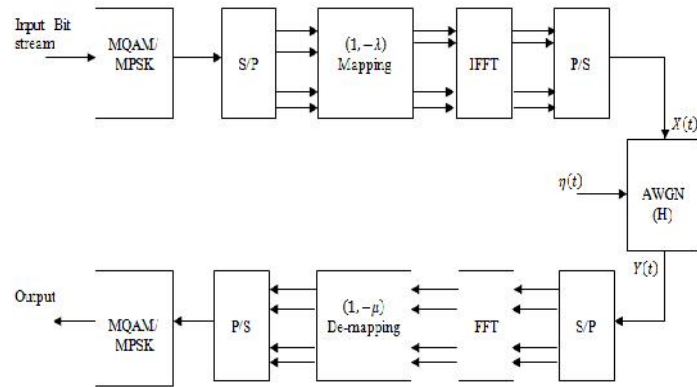 Input Bit
stream
MQAM/
MPSK
S/P
(1, −λ)
Mapping
IFFT
P/S
X(t)
η(t)
AWGN
(H)
Y(t)
Output
MQAM/
MPSK
P/S
(1, −μ)
De-mapping
FFT
S/P